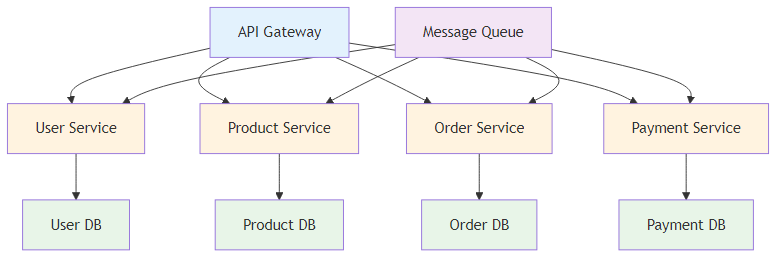 API Gateway
Message Queue
User Service
Product Service
Order Service
Payment Service
User DB
Product DB
Order DB
Payment DB